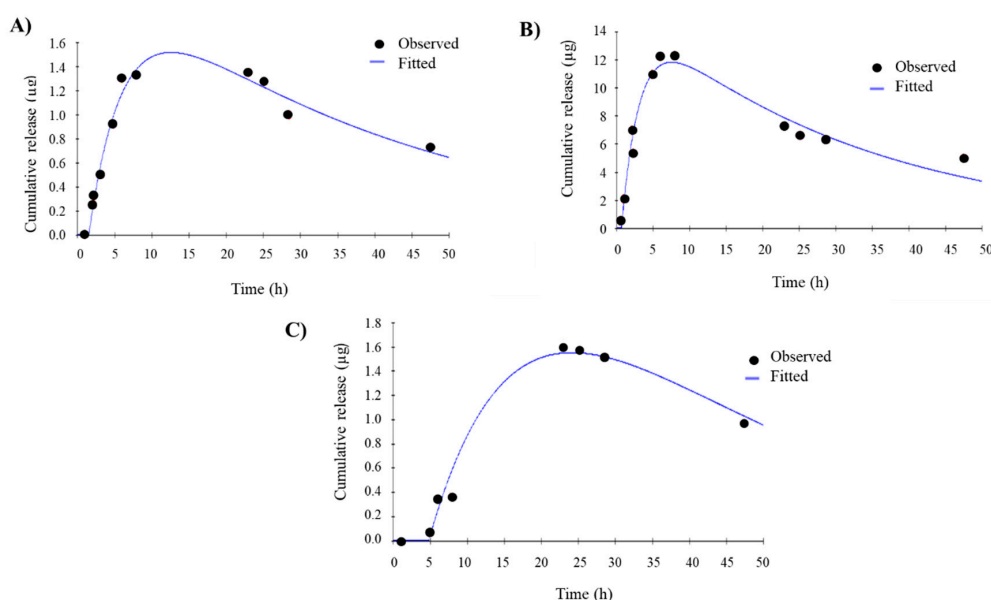 A)
Cumulative release (µg)
1.6
1.4
1.2
1.0
0.8
0.6
0.4
0.2
0.0
0 5 10 15 20 25 30 35 40 45 50
Time (h)
Observed
Fitted
B)
Cumulative release (µg)
14
12
10
8
6
4
2
0
0 5 10 15 20 25 30 35 40 45 50
Time (h)
Observed
Fitted
C)
Cumulative release (µg)
1.8
1.6
1.4
1.2
1.0
0.8
0.6
0.4
0.2
0.0
0 5 10 15 20 25 30 35 40 45 50
Time (h)
Observed
Fitted